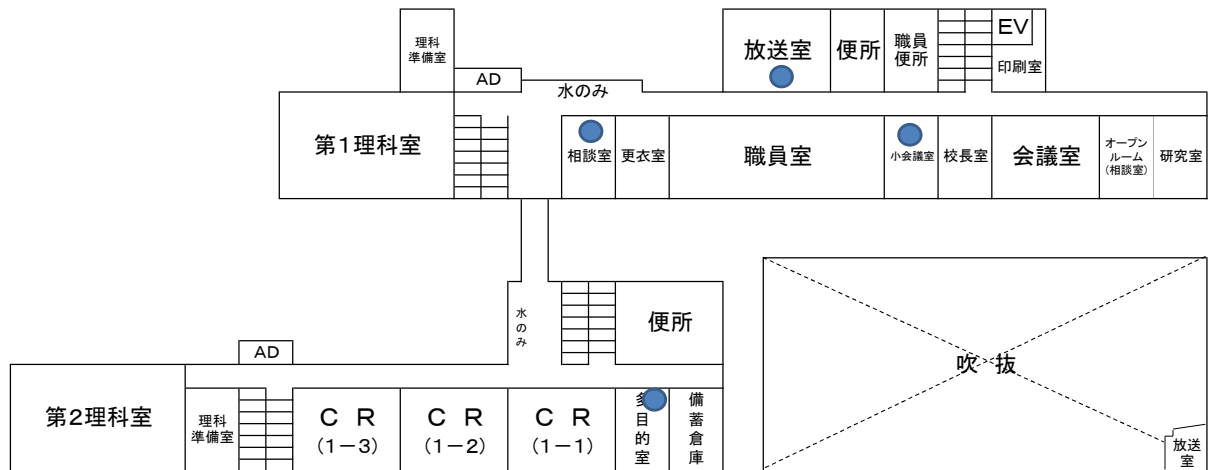 理科
準備室
放送室
便所
職員
便所
EV
印刷室
AD
水のみ
第1理科室
相談室
更衣室
職員室
小会議室
校長室
会議室
オープン
ルーム
(相談室)
研究室
水のみ
便所
AD
吹 抜
第2理科室
理科
準備室
C R
(1－3)
C R
(1－2)
C R
(1－1)
多目的室
備蓄倉庫
放送
室